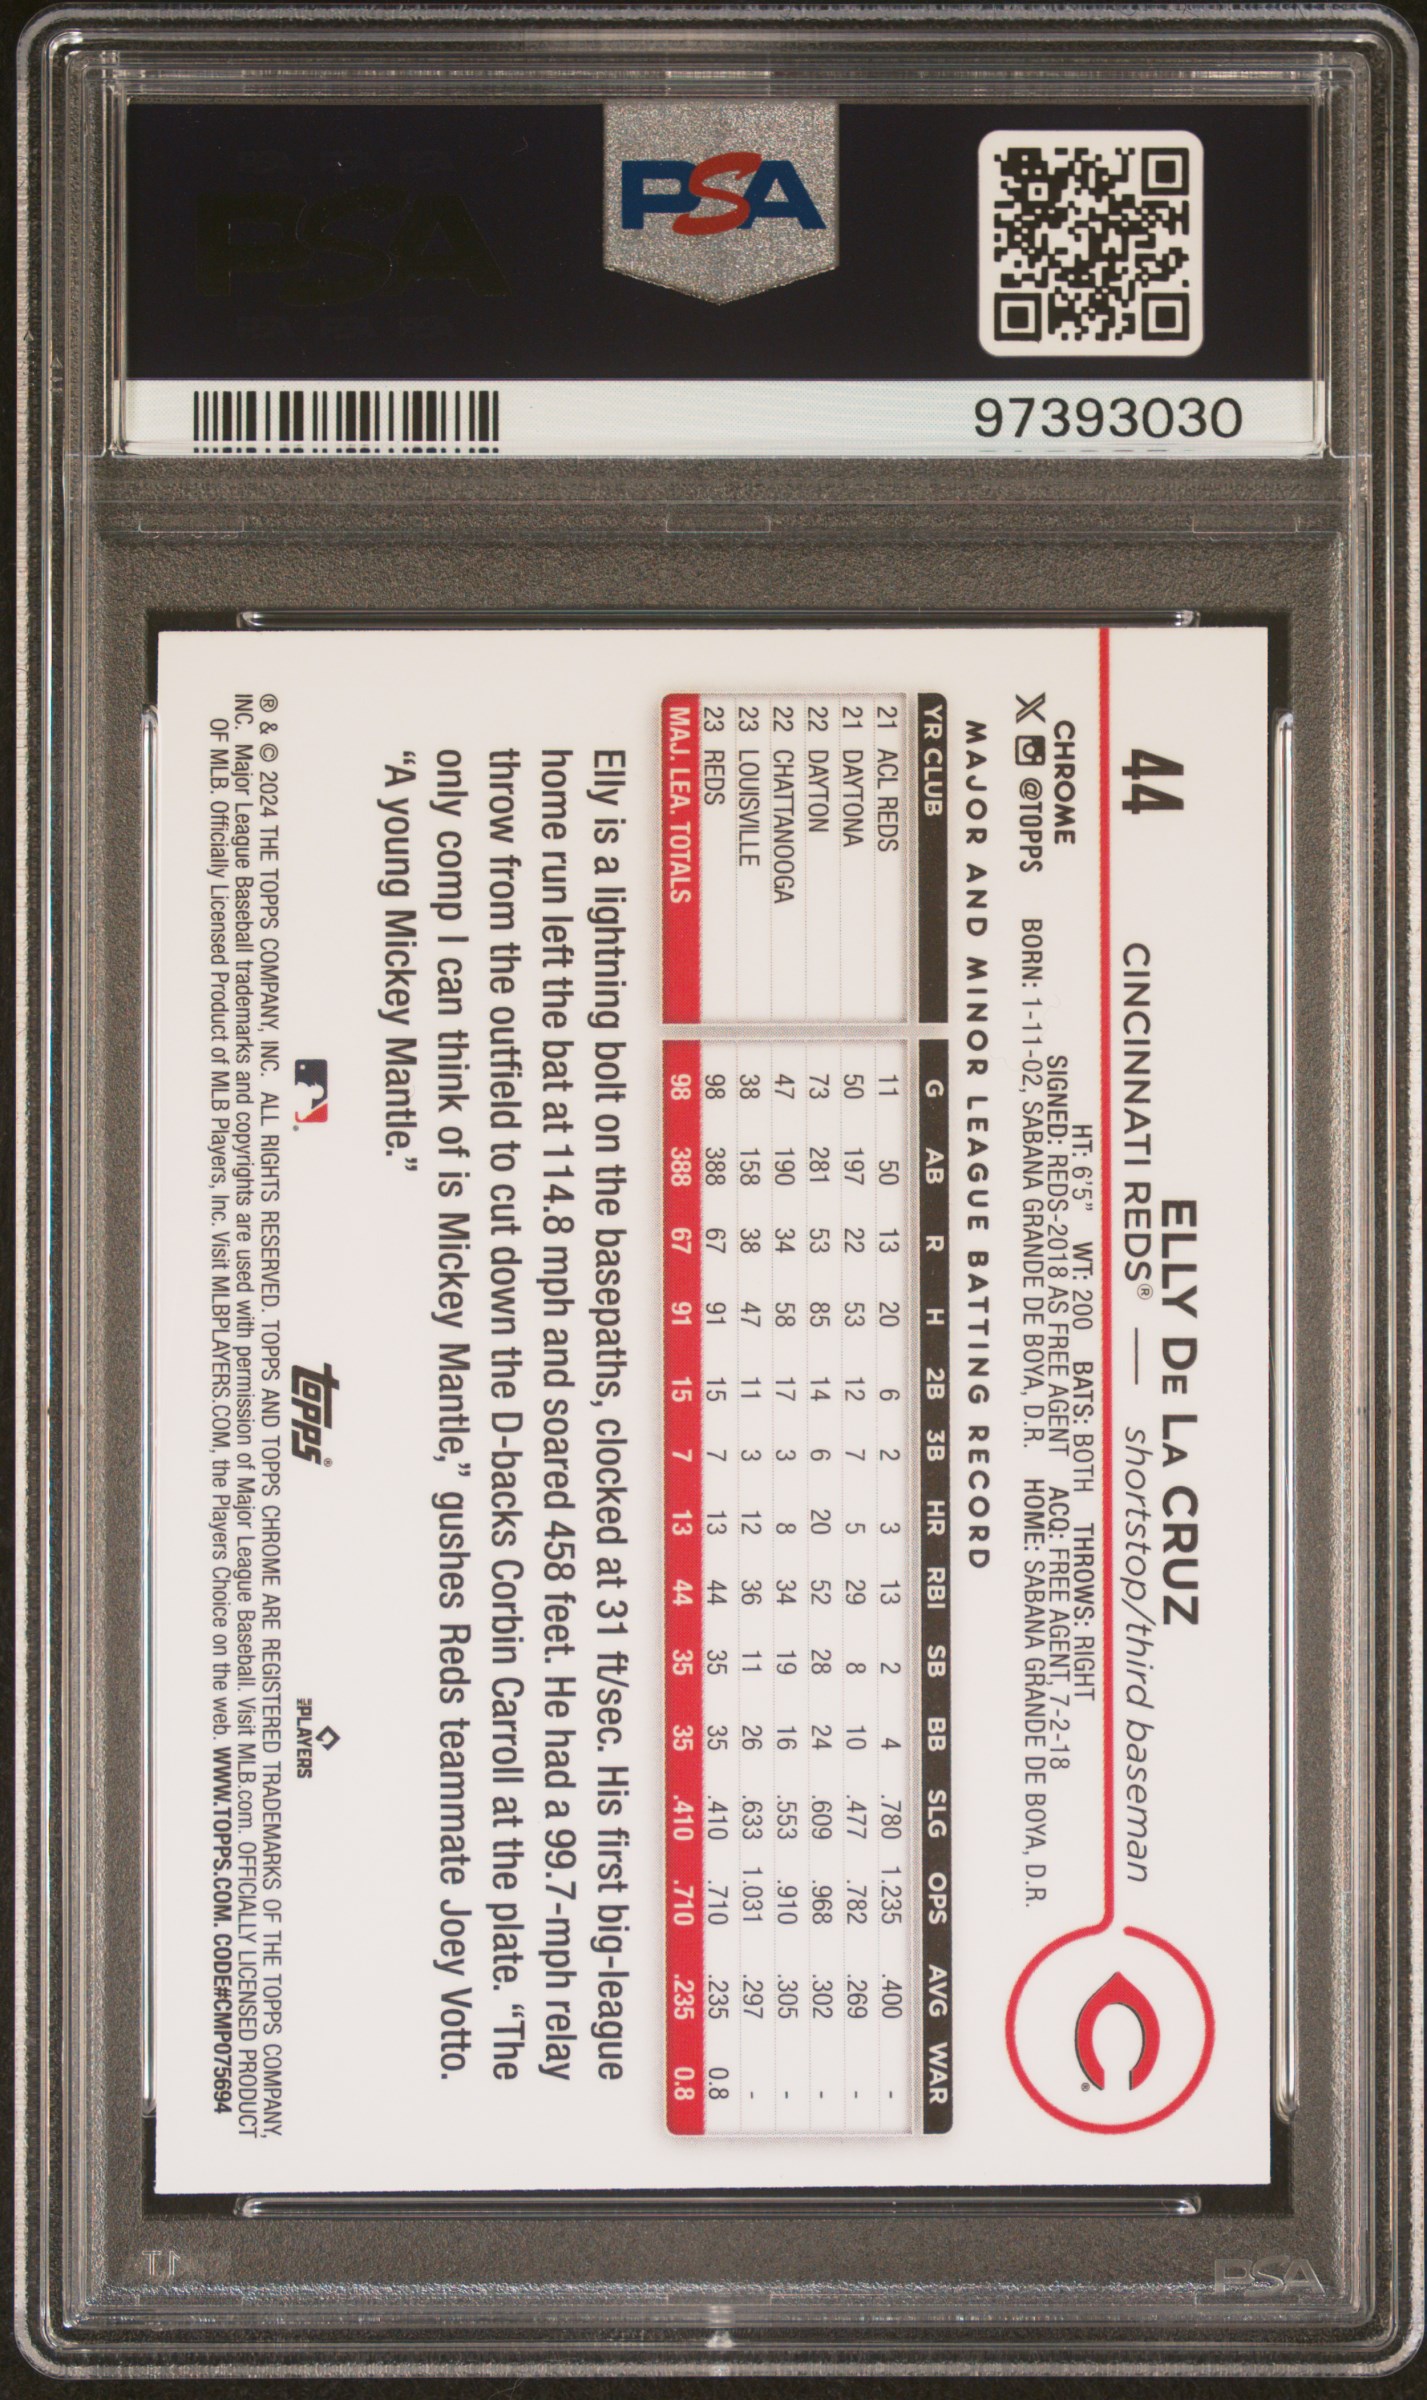 PSA
PSA
97393030
44
ELLY DE LA CRUZ
CINCINNATI REDS® — shortstop/third baseman
CHROME
HT: 6'5" WT: 200 BATS: BOTH THROWS: RIGHT
SIGNED: REDS-2018 AS FREE AGENT ACQ: FREE AGENT, 7-2-18
@TOPPS BORN: 1-11-02, SABANA GRANDE DE BOYA, D.R. HOME: SABANA GRANDE DE BOYA, D.R.
MAJOR AND MINOR LEAGUE BATTING RECORD
YR CLUB G AB R H 2B 3B HR RBI SB BB SLG OPS AVG WAR
21 ACL REDS 11 50 13 20 6 2 3 13 2 4 .780 1.235 .400 -
21 DAYTONA 50 197 22 53 12 7 5 29 8 10 .477 .782 .269 -
22 DAYTON 73 281 53 85 14 6 20 52 28 24 .609 .968 .302 -
22 CHATTANOOGA 47 190 34 58 17 3 8 34 19 16 .553 .910 .305 -
23 LOUISVILLE 38 158 38 47 11 3 12 36 11 26 .633 1.031 .297 -
23 REDS 98 388 67 91 15 7 13 44 35 35 .410 .710 .235 0.8
MAJ. LEA. TOTALS 98 388 67 91 15 7 13 44 35 35 .410 .710 .235 0.8
Elly is a lightning bolt on the basepaths, clocked at 31 ft/sec. His first big-league
home run left the bat at 114.8 mph and soared 458 feet. He had a 99.7-mph relay
throw from the outfield to cut down the D-backs Corbin Carroll at the plate. “The
only comp I can think of is Mickey Mantle,” gushes Reds teammate Joey Votto.
“A young Mickey Mantle.”
topps®
PLAYERS
® & © 2024 THE TOPPS COMPANY, INC. ALL RIGHTS RESERVED. TOPPS AND TOPPS CHROME ARE REGISTERED TRADEMARKS OF THE TOPPS COMPANY,
INC. Major League Baseball trademarks and copyrights are used with permission of Major League Baseball. Visit MLB.com. OFFICIALLY LICENSED PRODUCT
OF MLB. Officially Licensed Product of MLB Players, Inc. Visit MLBPLAYERS.COM, the Players Choice on the web. WWW.TOPPS.COM. CODE#CMP075694
PSA